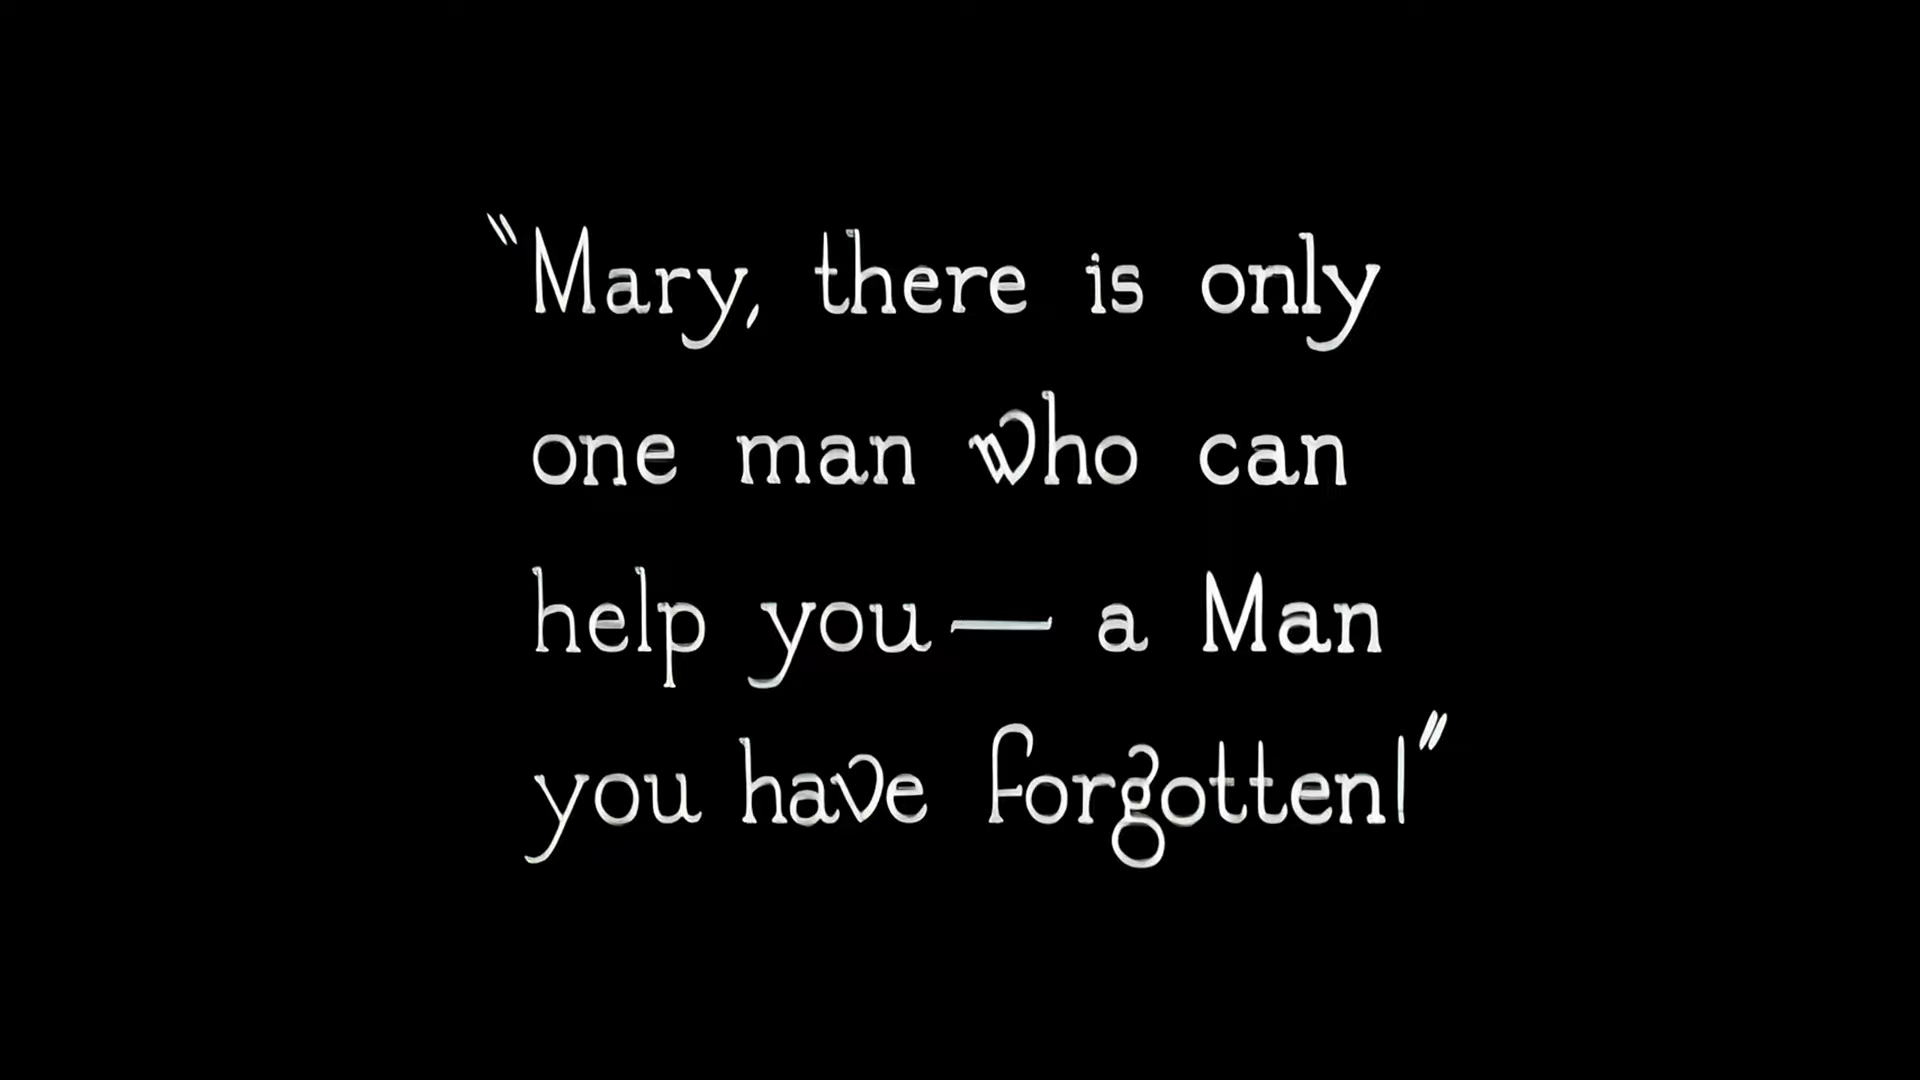 "Mary, there is only
one man who can
help you — a Man
you have forgotten!"